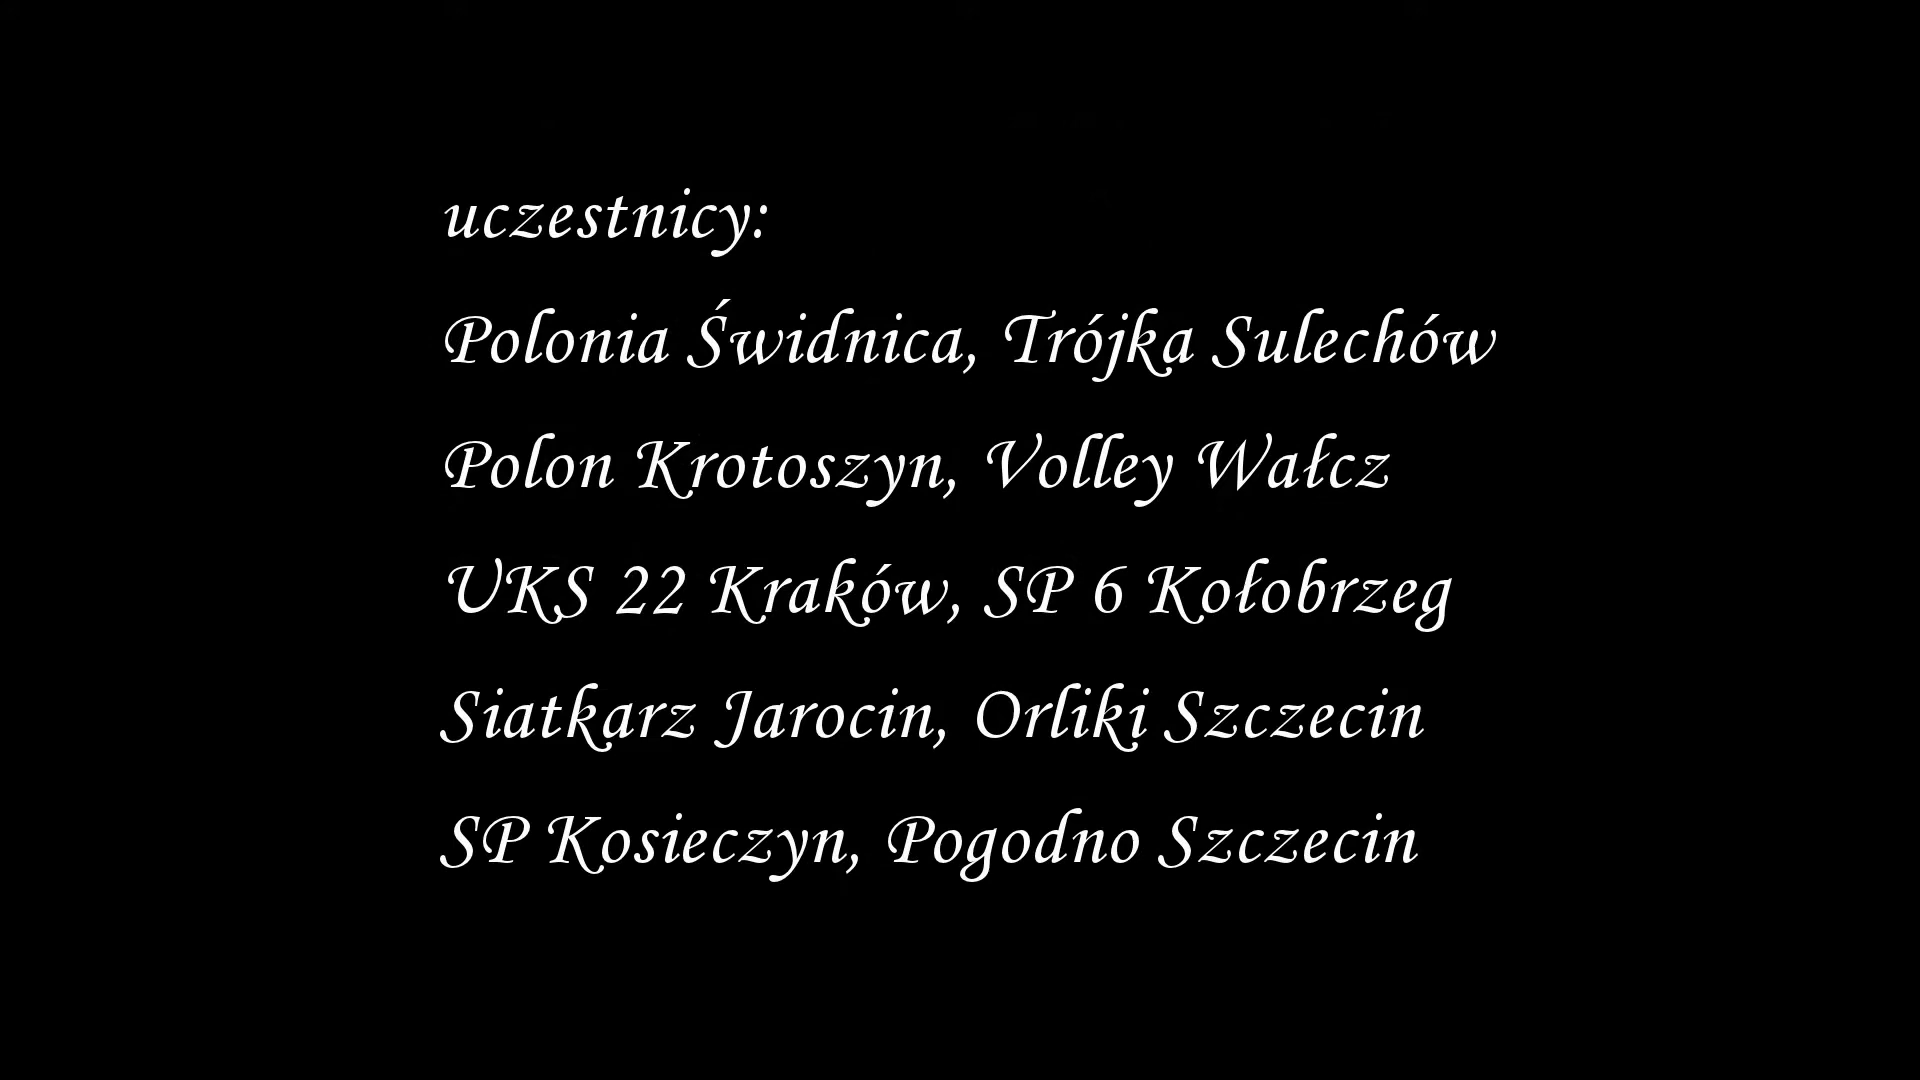 uczestnicy:
Polonia Świdnica, Trójka Sulechów
Polon Krotoszyn, Volley Wałcz
UKS 22 Kraków, SP 6 Kołobrzeg
Siatkarz Jarocin, Orliki Szczecin
SP Kosieczyn, Pogodno Szczecin